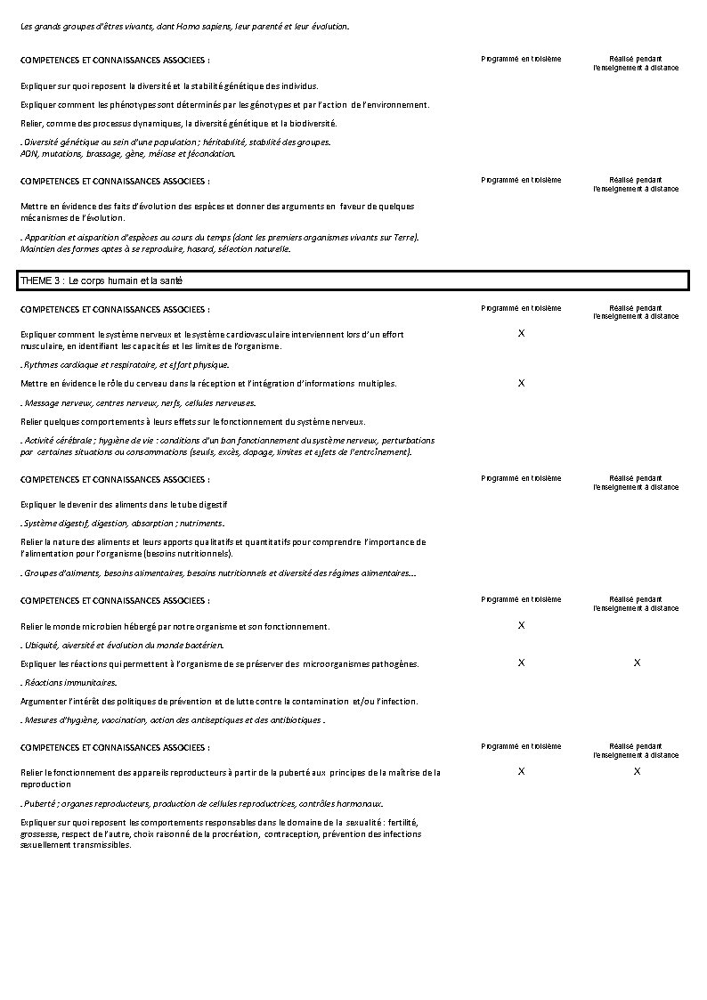 Les grands groupes d'êtres vivants, dont Homo sapiens, leur parenté et leur évolution.
COMPETENCES ET CONNAISSANCES ASSOCIEES : Programmé en troisième Réalisé pendant
l'enseignement à distance
Expliquer sur quoi reposent la diversité et la stabilité génétique des individus.
Expliquer comment les phénotypes sont déterminés par les génotypes et par l'action de l'environnement.
Relier, comme des processus dynamiques, la diversité génétique et la biodiversité.
. Diversité génétique au sein d'une population ; héritabilité, stabilité des groupes.
ADN, mutations, brassage, gène, méiose et fécondation.
COMPETENCES ET CONNAISSANCES ASSOCIEES : Programmé en troisième Réalisé pendant
l'enseignement à distance
Mettre en évidence des faits d'évolution des espèces et donner des arguments en faveur de quelques
mécanismes de l'évolution.
. Apparition et disparition d'espèces au cours du temps (dont les premiers organismes vivants sur Terre).
Maintien des formes aptes à se reproduire, hasard, sélection naturelle.
THEME 3 : Le corps humain et la santé
COMPETENCES ET CONNAISSANCES ASSOCIEES : Programmé en troisième Réalisé pendant
l'enseignement à distance
Expliquer comment le système nerveux et le système cardiovasculaire interviennent lors d'un effort X
musculaire, en identifiant les capacités et les limites de l'organisme.
. Rythmes cardiaque et respiratoire, et effort physique.
Mettre en évidence le rôle du cerveau dans la réception et l'intégration d'informations multiples. X
. Message nerveux, centres nerveux, nerfs, cellules nerveuses.
Relier quelques comportements à leurs effets sur le fonctionnement du système nerveux.
. Activité cérébrale ; hygiène de vie : conditions d'un bon fonctionnement du système nerveux, perturbations
par certaines situations ou consommations (seuils, excès, dopage, limites et effets de l'entraînement).
COMPETENCES ET CONNAISSANCES ASSOCIEES : Programmé en troisième Réalisé pendant
l'enseignement à distance
Expliquer le devenir des aliments dans le tube digestif
. Système digestif, digestion, absorption ; nutriments.
Relier la nature des aliments et leurs apports qualitatifs et quantitatifs pour comprendre l'importance de
l'alimentation pour l'organisme (besoins nutritionnels).
. Groupes d'aliments, besoins alimentaires, besoins nutritionnels et diversité des régimes alimentaires...
COMPETENCES ET CONNAISSANCES ASSOCIEES : Programmé en troisième Réalisé pendant
l'enseignement à distance
Relier le monde microbien hébergé par notre organisme et son fonctionnement. X
. Ubiquité, diversité et évolution du monde bactérien.
Expliquer les réactions qui permettent à l'organisme de se préserver des microorganismes pathogènes. X X
. Réactions immunitaires.
Argumenter l'intérêt des politiques de prévention et de lutte contre la contamination et/ou l'infection.
. Mesures d'hygiène, vaccination, action des antiseptiques et des antibiotiques .
COMPETENCES ET CONNAISSANCES ASSOCIEES : Programmé en troisième Réalisé pendant
l'enseignement à distance
Relier le fonctionnement des appareils reproducteurs à partir de la puberté aux principes de la maîtrise de la X X
reproduction
. Puberté ; organes reproducteurs, production de cellules reproductrices, contrôles hormonaux.
Expliquer sur quoi reposent les comportements responsables dans le domaine de la sexualité : fertilité,
grossesse, respect de l'autre, choix raisonné de la procréation, contraception, prévention des infections
sexuellement transmissibles.